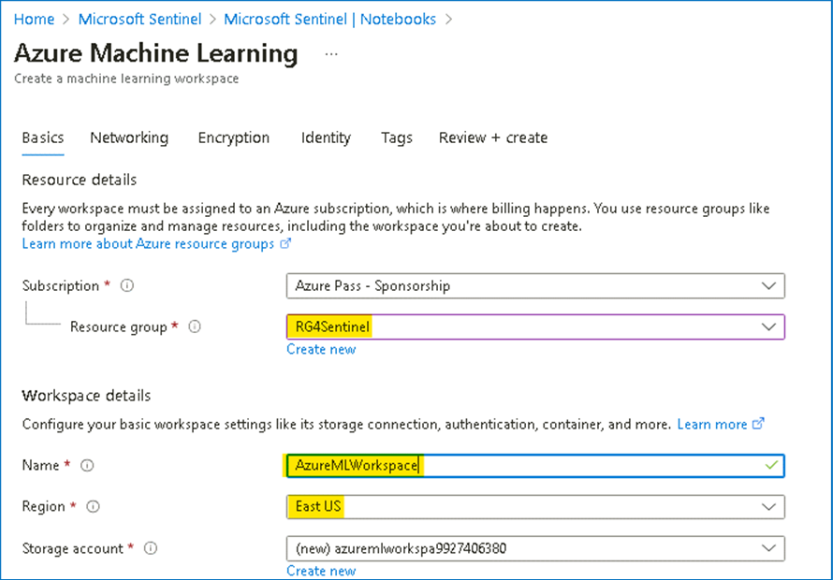 Home > Microsoft Sentinel > Microsoft Sentinel | Notebooks >
Azure Machine Learning ...
Create a machine learning workspace
Basics Networking Encryption Identity Tags Review + create
Resource details
Every workspace must be assigned to an Azure subscription, which is where billing happens. You use resource groups like
folders to organize and manage resources, including the workspace you're about to create.
Learn more about Azure resource groups
Subscription * Azure Pass - Sponsorship
Resource group * RG4Sentinel
Create new
Workspace details
Configure your basic workspace settings like its storage connection, authentication, container, and more. Learn more
Name * AzureMLWorkspace
Region * East US
Storage account * (new) azuremlworkspa9927406380
Create new